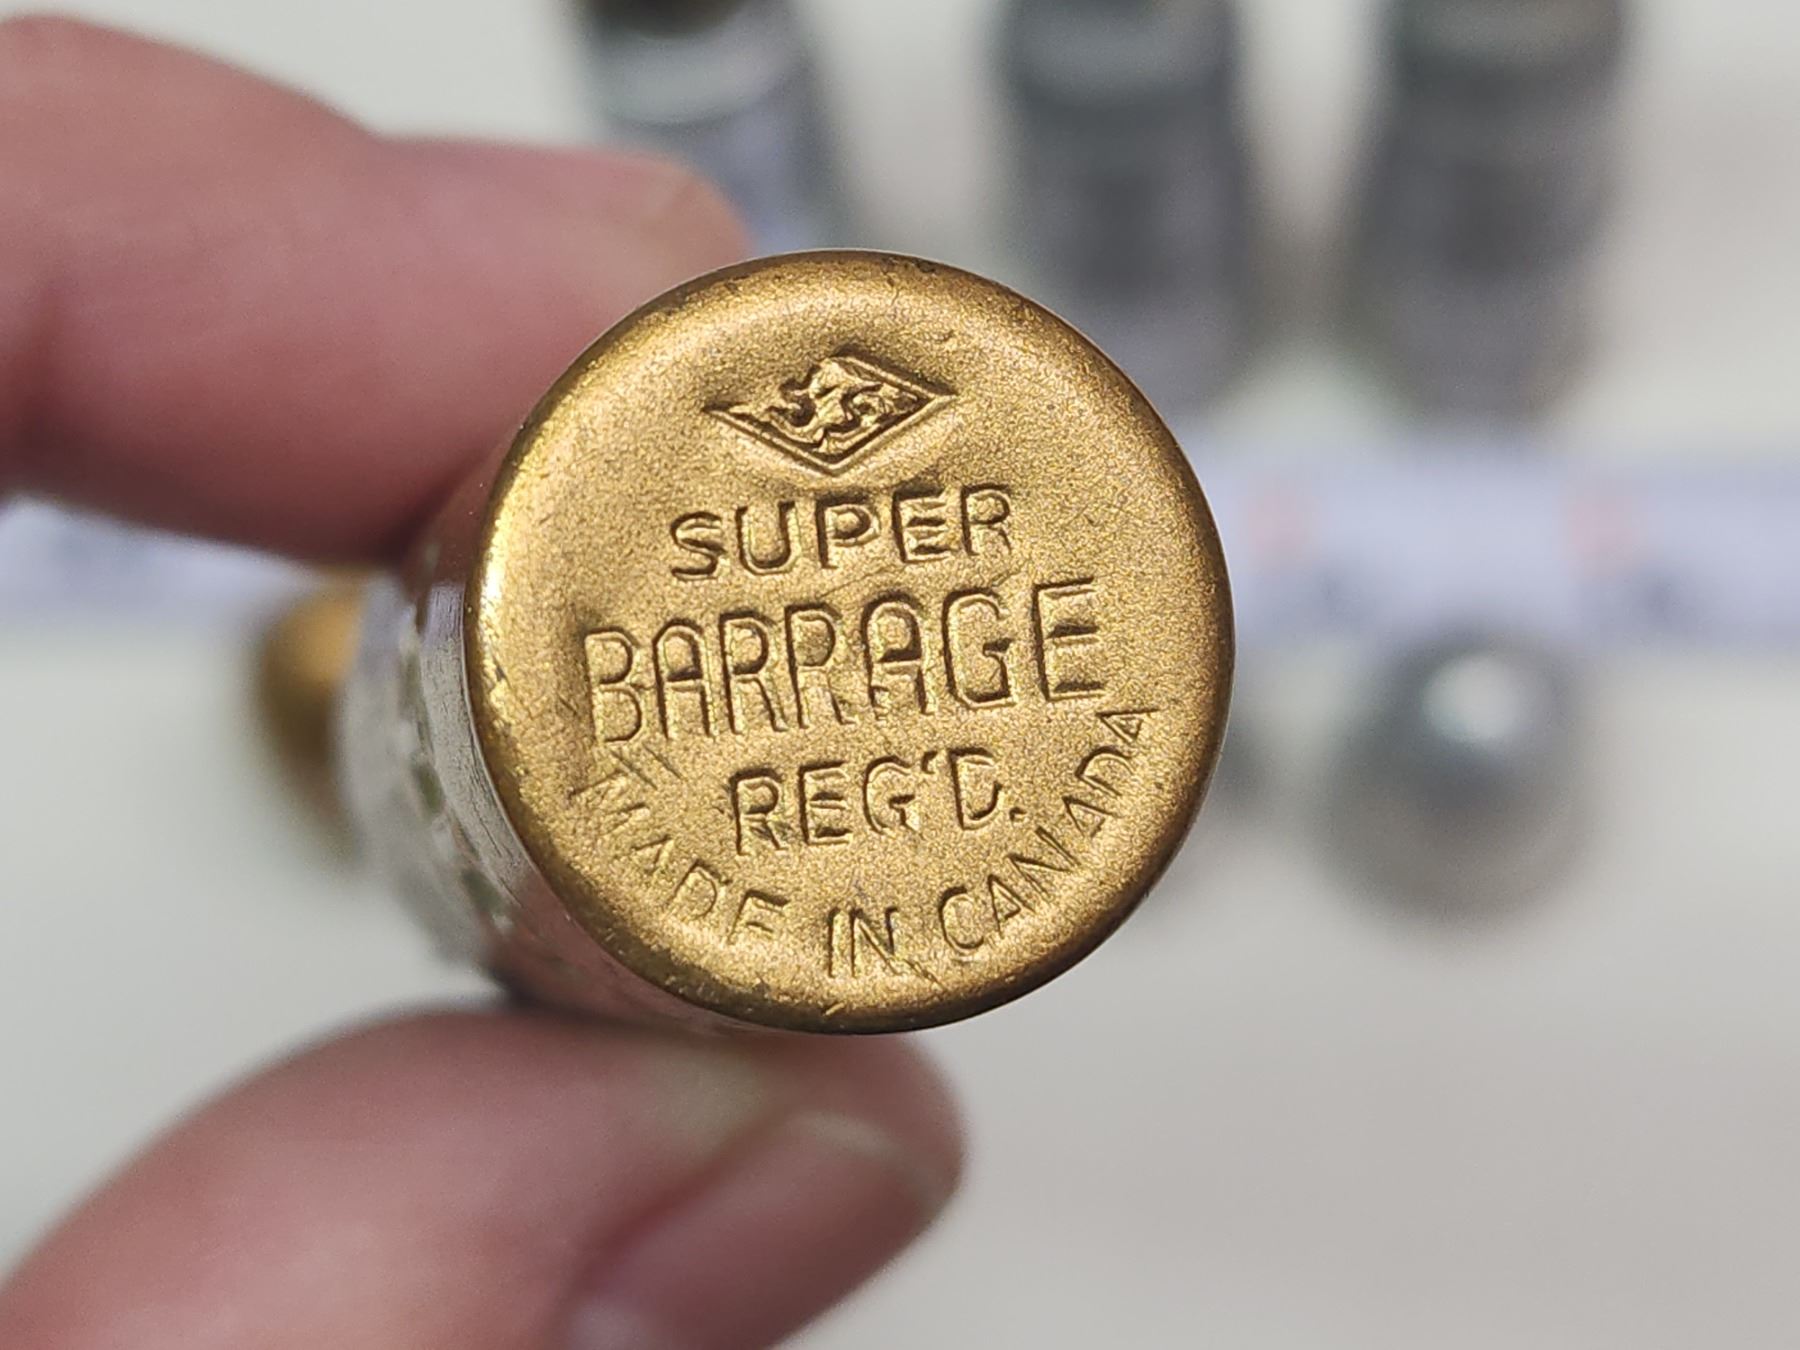 SUPER
BARRAGE
REG'D.
MADE IN CANADA